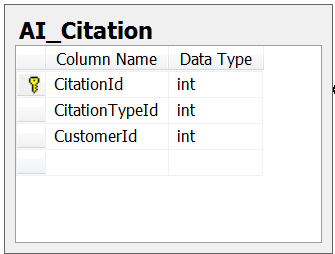 AI_Citation
Column Name Data Type
CitationId int
CitationTypeId int
CustomerId int